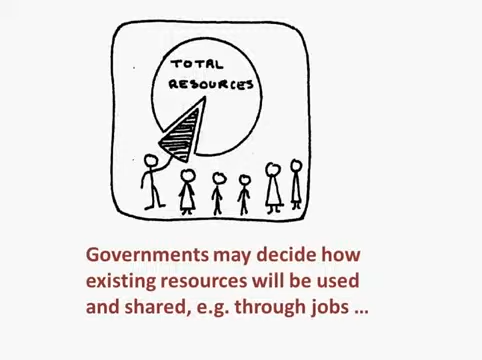 TOTAL
RESOURCES
Governments may decide how
existing resources will be used
and shared, e.g. through jobs ...